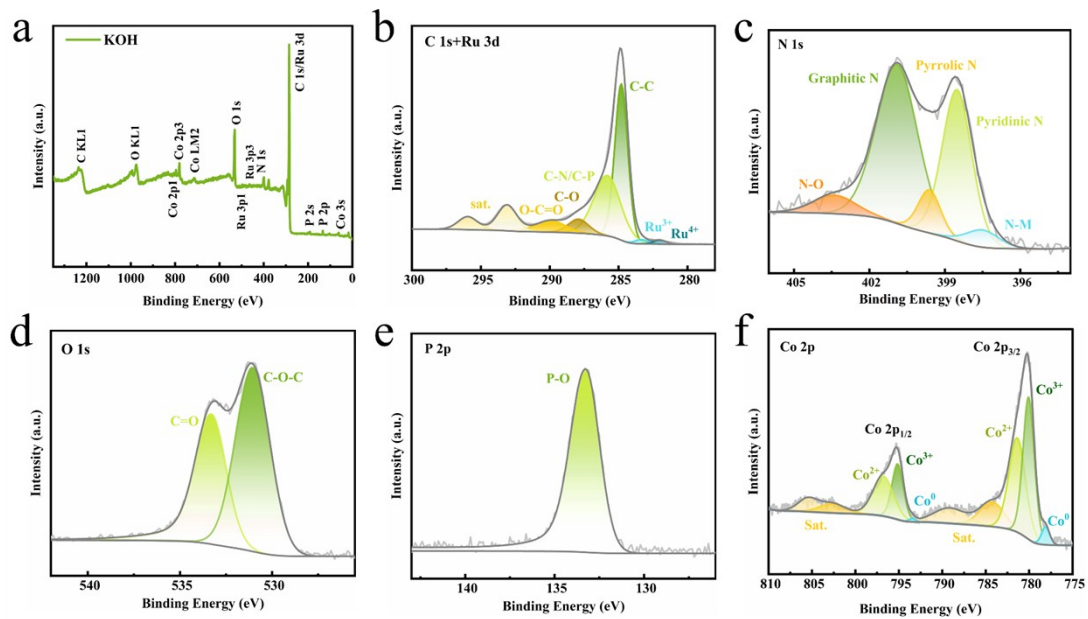 a
KOH
C 1s/Ru 3d
C KL1
O KL1
Co 2p3
Co 2p1
Co LM2
O 1s
Ru 3p3
N 1s
Ru 3p1
P 2s
P 2p
Co 3s
Intensity (a.u.)
1200 1000 800 600 400 200 0
Binding Energy (eV)
b
C 1s+Ru 3d
C-C
C-N/C-P
C-O
O-C=O
sat.
Ru³⁺
Ru⁴⁺
Intensity (a.u.)
300 295 290 285 280
Binding Energy (eV)
c
N 1s
Graphitic N
Pyrrolic N
Pyridinic N
N-O
N-M
Intensity (a.u.)
405 402 399 396
Binding Energy (eV)
d
O 1s
C-O-C
C=O
Intensity (a.u.)
540 535 530
Binding Energy (eV)
e
P 2p
P-O
Intensity (a.u.)
140 135 130
Binding Energy (eV)
f
Co 2p
Co 2p₃/₂
Co³⁺
Co²⁺
Co 2p₁/₂
Co²⁺
Co³⁺
Co⁰
Co⁰
Sat.
Sat.
Intensity (a.u.)
810 805 800 795 790 785 780 775
Binding Energy (eV)